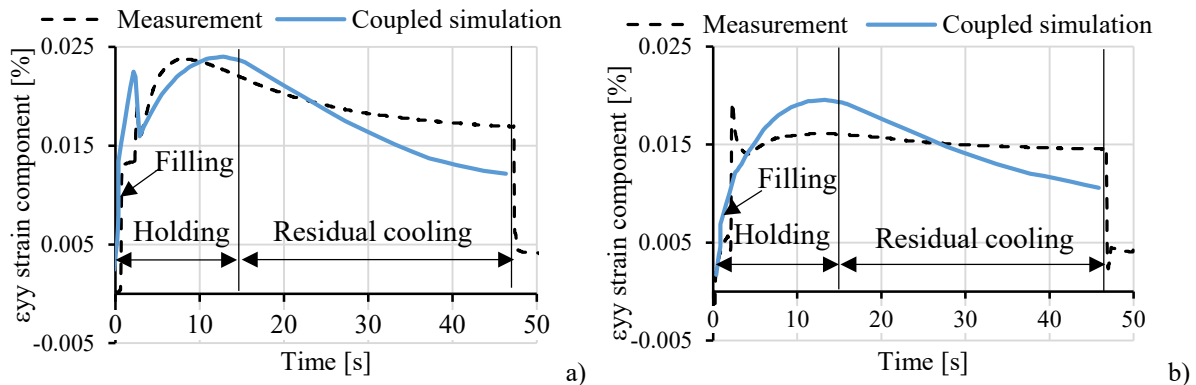 Measurement Coupled simulation
εyy strain component [%]
0.025
0.015
0.005
-0.005
Filling
Holding
Residual cooling
0 10 20 30 40 50
Time [s]
a)
Measurement Coupled simulation
εyy strain component [%]
0.025
0.015
0.005
-0.005
Filling
Holding
Residual cooling
0 10 20 30 40 50
Time [s]
b)